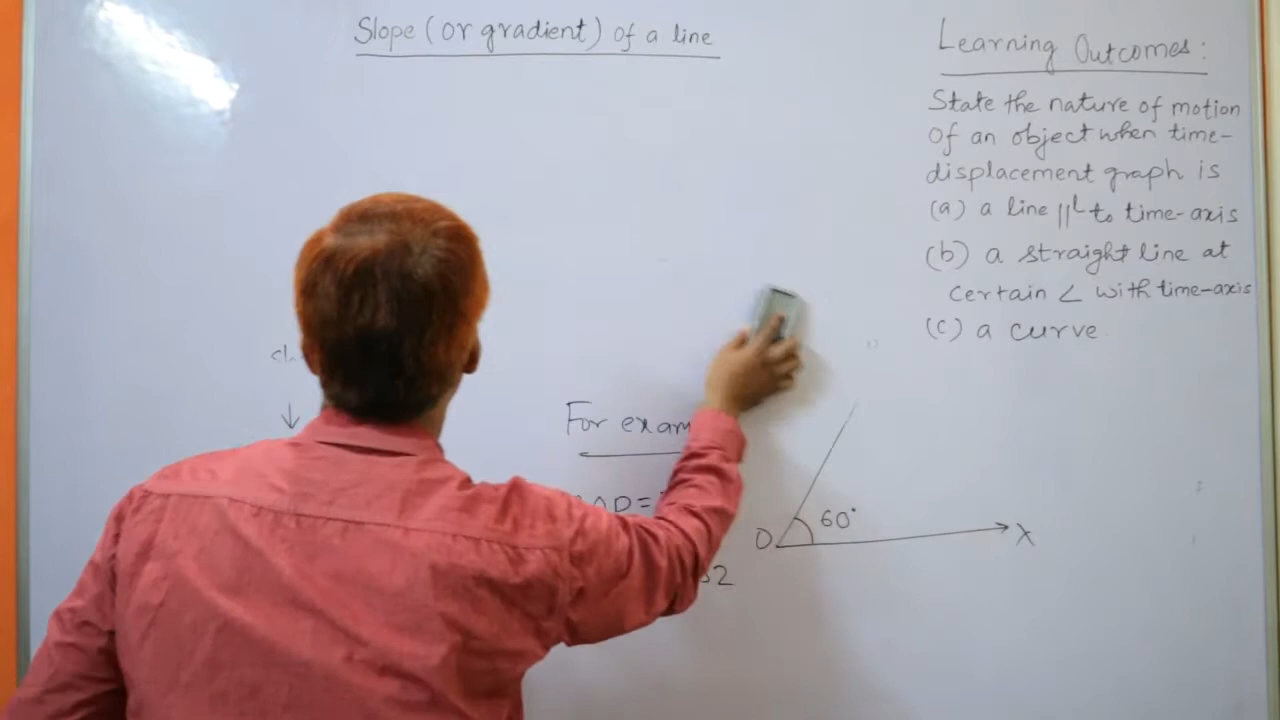 Slope (or gradient) of a line
Learning Outcomes:
State the nature of motion
Of an object when time-
displacement graph is
(a) a line ||L to time-axis
(b) a straight line at
certain ∠ with time-axis
(c) a curve
↓
For
60°
O
X